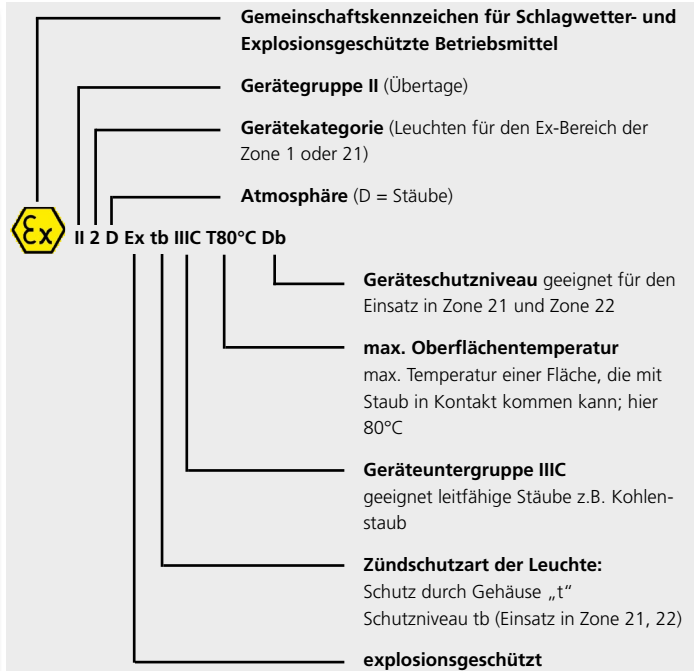 Gemeinschaftskennzeichen für Schlagwetter- und
Explosionsgeschützte Betriebsmittel
Gerätegruppe II (Übertage)
Gerätekategorie (Leuchten für den Ex-Bereich der
Zone 1 oder 21)
Atmosphäre (D = Stäube)
Ex II 2 D Ex tb IIIC T80°C Db
Geräteschutzniveau geeignet für den
Einsatz in Zone 21 und Zone 22
max. Oberflächentemperatur
max. Temperatur einer Fläche, die mit
Staub in Kontakt kommen kann; hier
80°C
Geräteuntergruppe IIIC
geeignet leitfähige Stäube z.B. Kohlen-
staub
Zündschutzart der Leuchte:
Schutz durch Gehäuse „t“
Schutzniveau tb (Einsatz in Zone 21, 22)
explosionsgeschützt